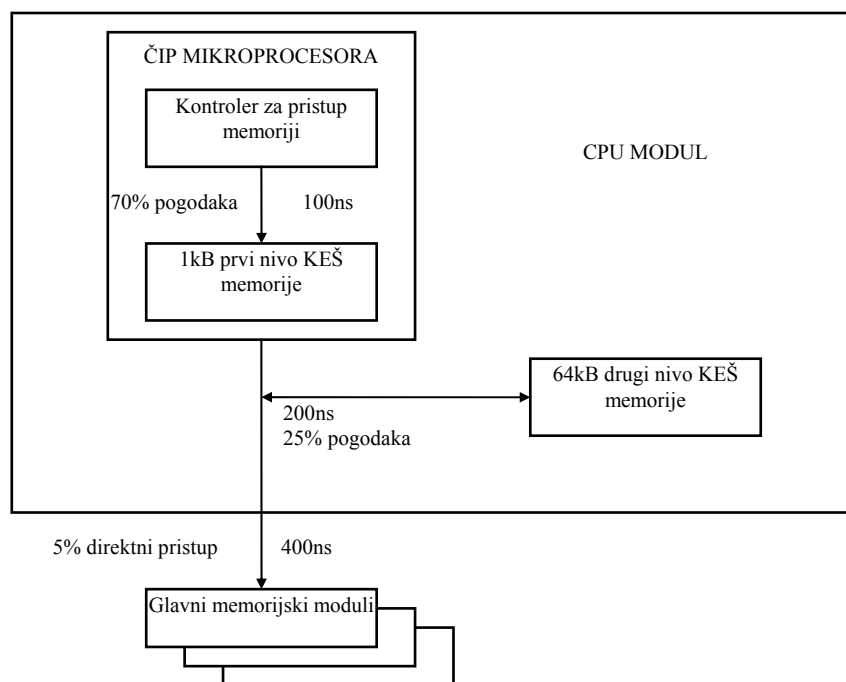 ČIP MIKROPROCESORA
Kontroler za pristup
memoriji
CPU MODUL
70% pogodaka
100ns
1kB prvi nivo KEŠ
memorije
64kB drugi nivo KEŠ
memorije
200ns
25% pogodaka
5% direktni pristup
400ns
Glavni memorijski moduli